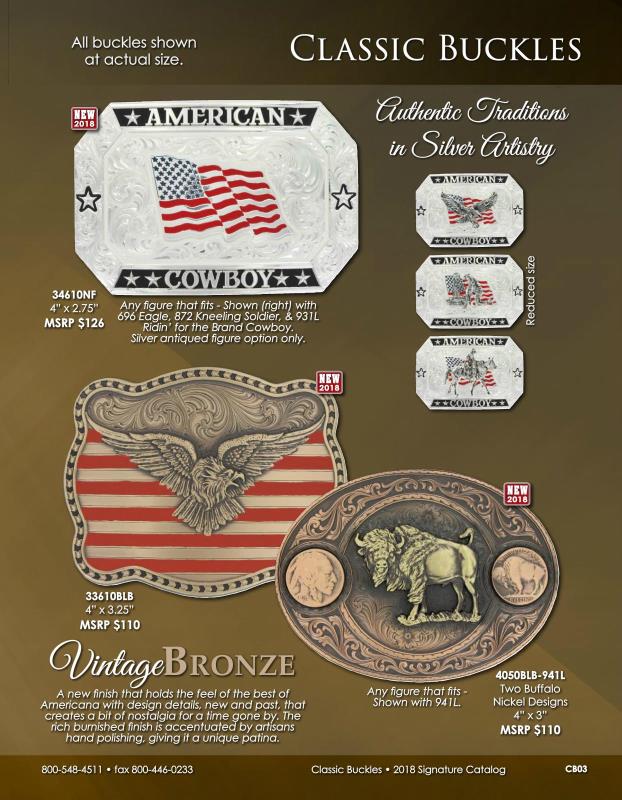 All buckles shown
at actual size.
Classic Buckles
NEW
2018
★ AMERICAN ★
★★COWBOY★★
Authentic Traditions
in Silver Artistry
AMERICAN
COWBOY
AMERICAN
COWBOY
AMERICAN
COWBOY
Reduced size
34610NF
4” x 2.75”
MSRP $126
Any figure that fits - Shown (right) with
696 Eagle, 872 Kneeling Soldier, & 931L
Ridin’ for the Brand Cowboy.
Silver antiqued figure option only.
NEW
2018
NEW
2018
33610BLB
4” x 3.25”
MSRP $110
Vintage BRONZE
A new finish that holds the feel of the best of
Americana with design details, new and past, that
creates a bit of nostalgia for a time gone by. The
rich burnished finish is accentuated by artisans
hand polishing, giving it a unique patina.
Any figure that fits -
Shown with 941L.
4050BLB-941L
Two Buffalo
Nickel Designs
4” x 3”
MSRP $110
800-548-4511 • fax 800-446-0233
Classic Buckles • 2018 Signature Catalog
CB03